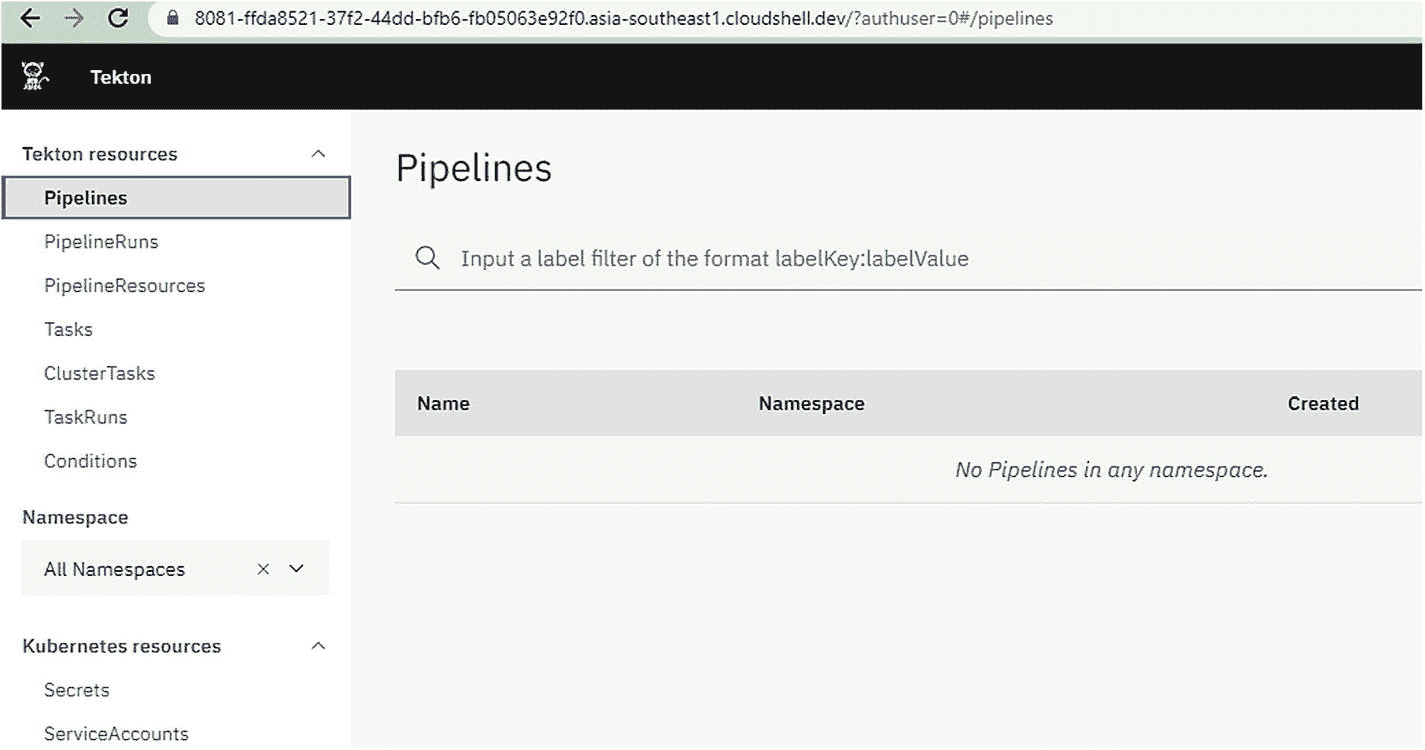 8081-ffda8521-37f2-44dd-bfb6-fb05063e92f0.asia-southeast1.cloudshell.dev/?authuser=0#/pipelines
Tekton
Tekton resources
Pipelines
PipelineRuns
PipelineResources
Tasks
ClusterTasks
TaskRuns
Conditions
Namespace
All Namespaces
Kubernetes resources
Secrets
ServiceAccounts
Pipelines
Input a label filter of the format labelKey:labelValue
Name Namespace Created
No Pipelines in any namespace.